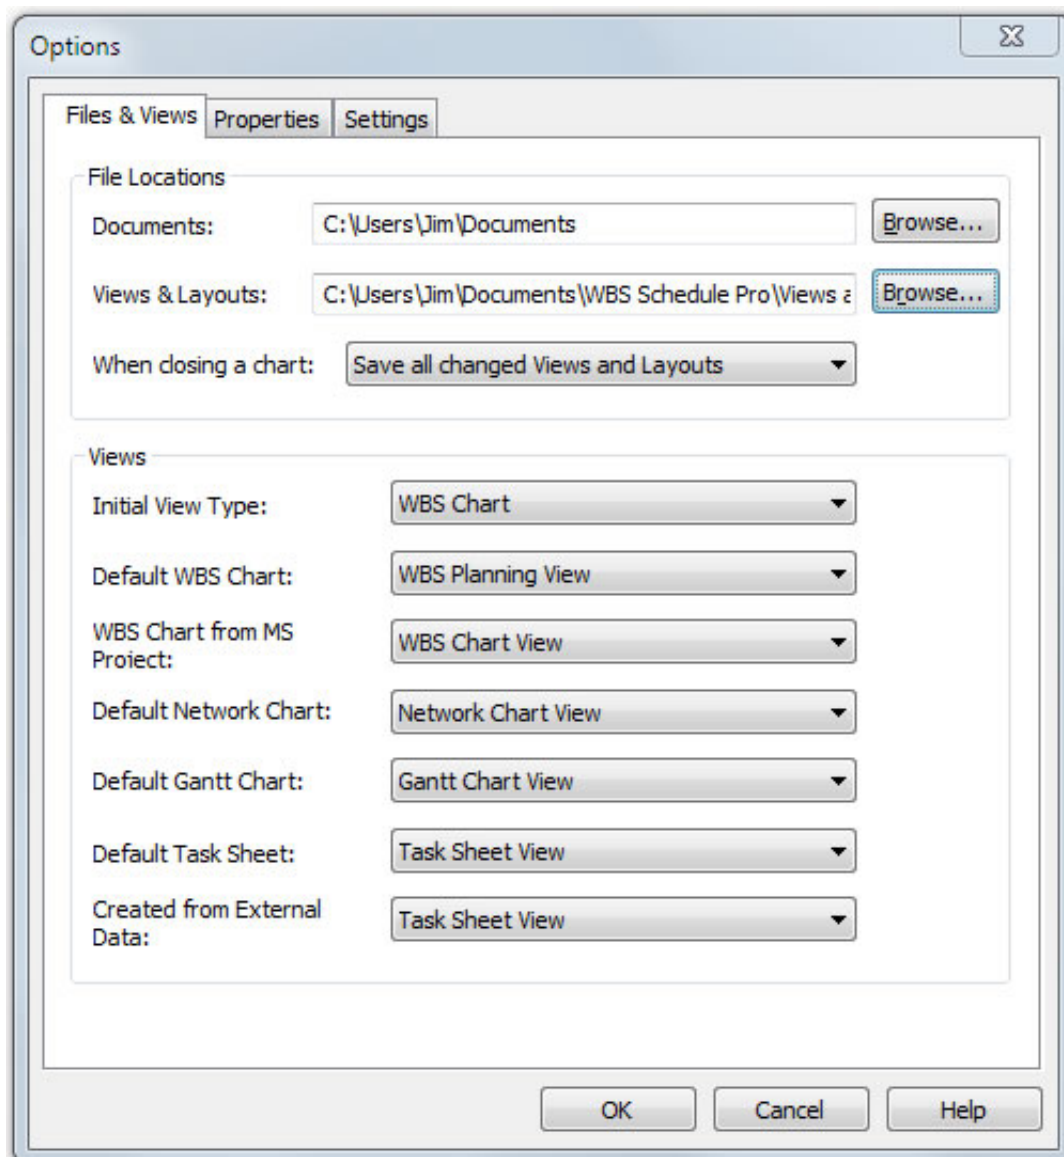 Options
Files & Views Properties Settings
File Locations
Documents: C:\Users\Jim\Documents Browse...
Views & Layouts: C:\Users\Jim\Documents\WBS Schedule Pro\Views a Browse...
When closing a chart: Save all changed Views and Layouts
Views
Initial View Type: WBS Chart
Default WBS Chart: WBS Planning View
WBS Chart from MS
Project: WBS Chart View
Default Network Chart: Network Chart View
Default Gantt Chart: Gantt Chart View
Default Task Sheet: Task Sheet View
Created from External
Data: Task Sheet View
OK Cancel Help